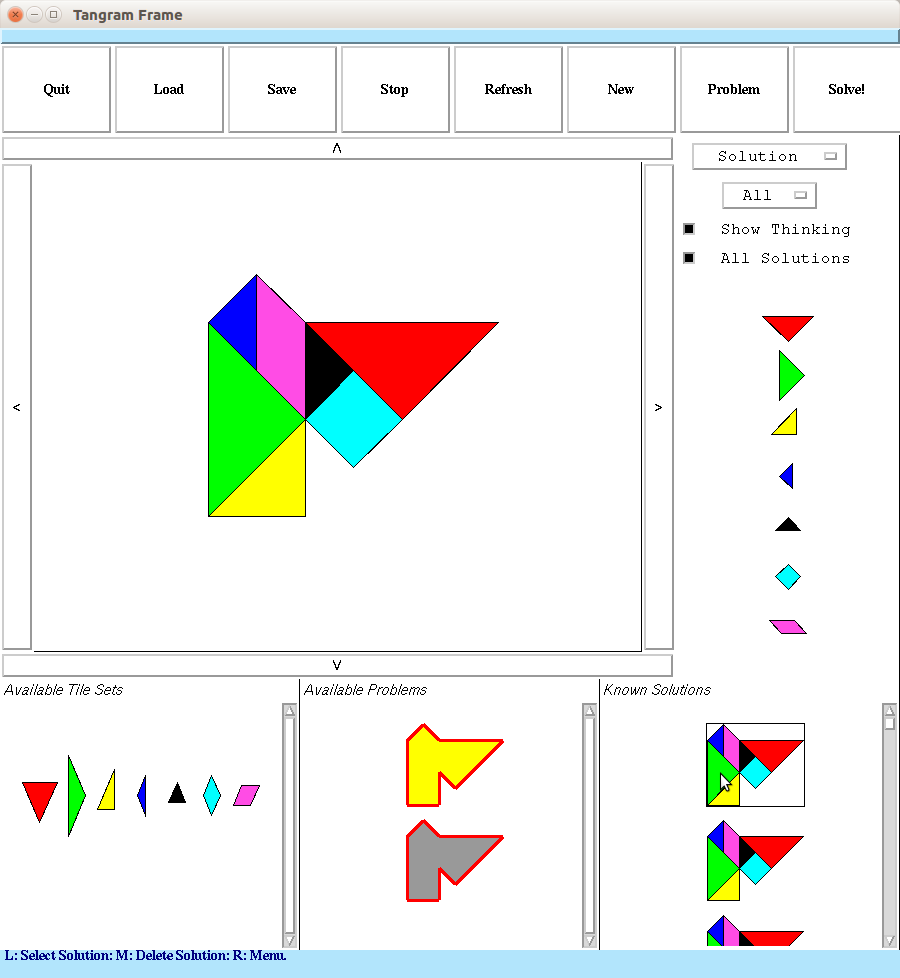 Tangram Frame
Quit Load Save Stop Refresh New Problem Solve!
Λ
Solution
All
Show Thinking
All Solutions
< >
V
Available Tile Sets Available Problems Known Solutions
L: Select Solution: M: Delete Solution: R: Menu.